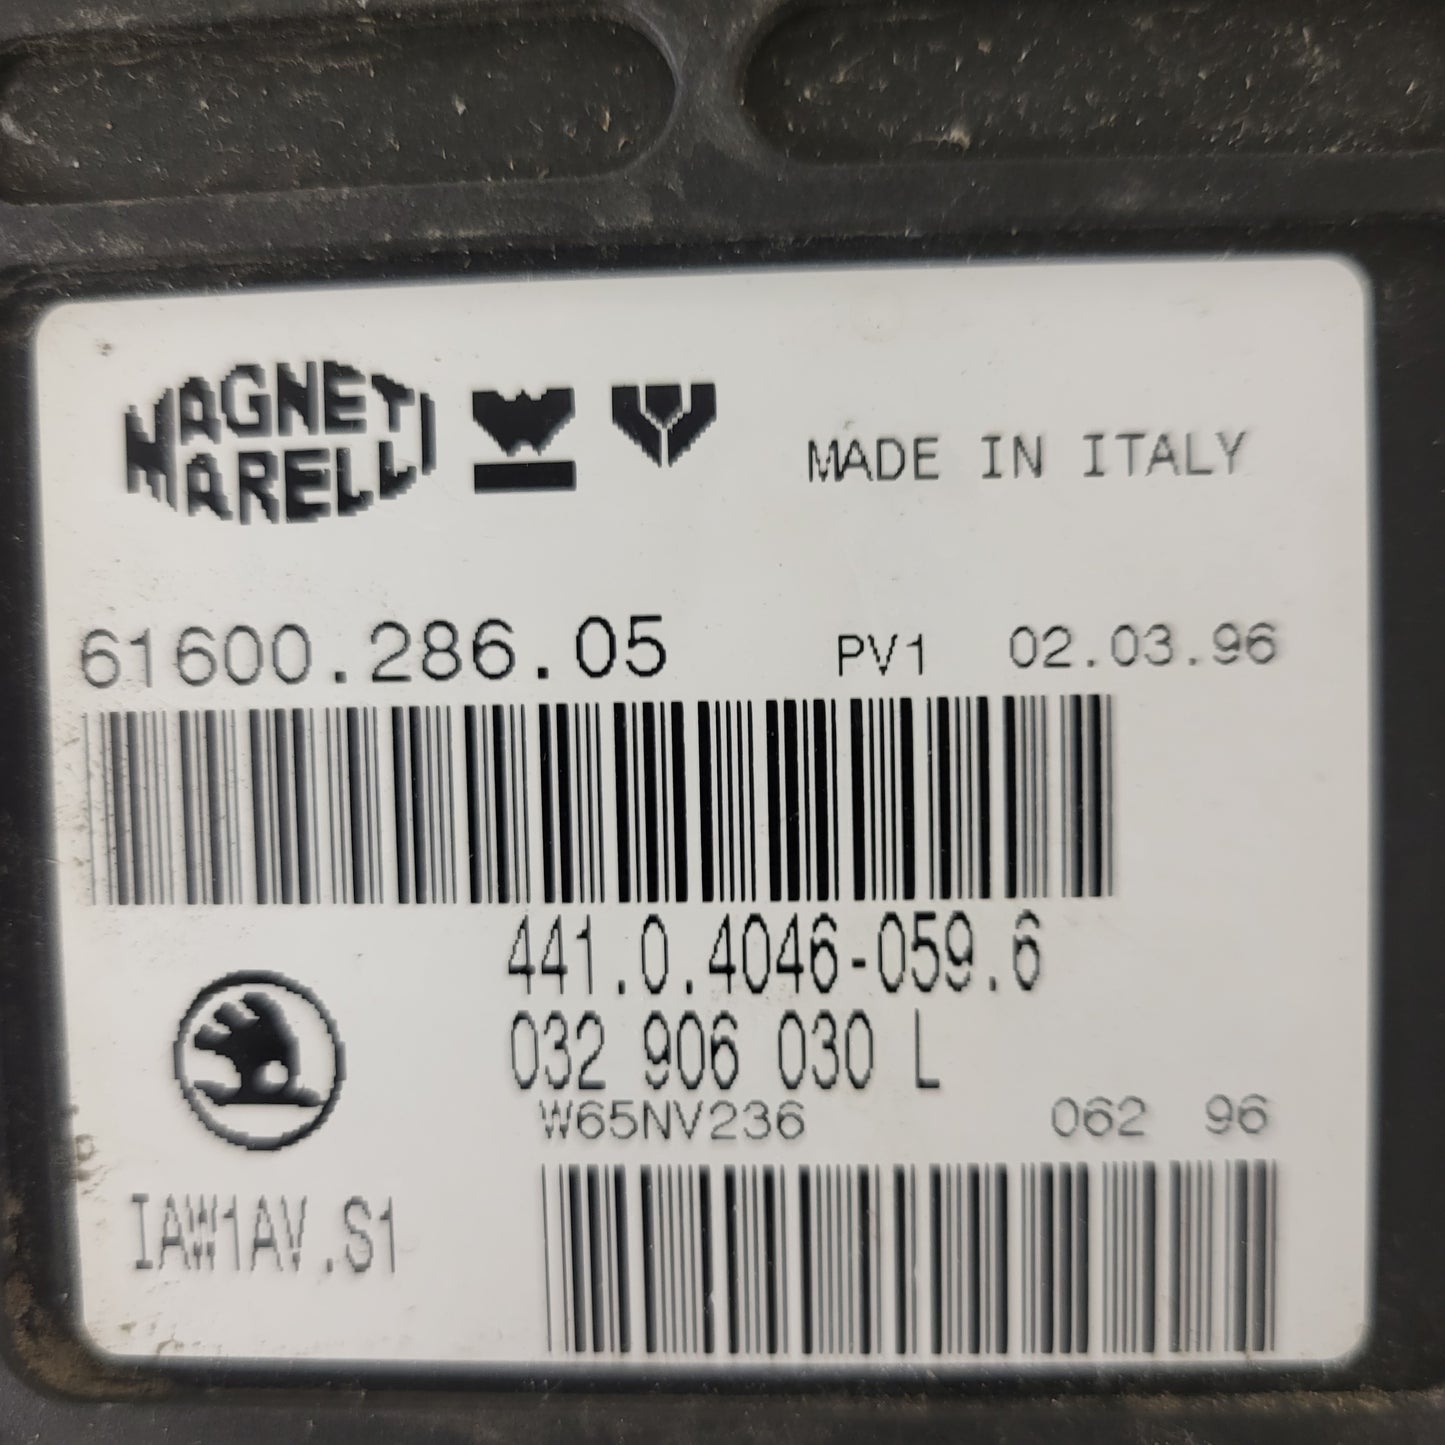 MAGNETI
MARELLI
MADE IN ITALY
61600.286.05 PV1 02.03.96
441.0.4046-059.6
032 906 030 L
W65NV236 062 96
IAW1AV.S1